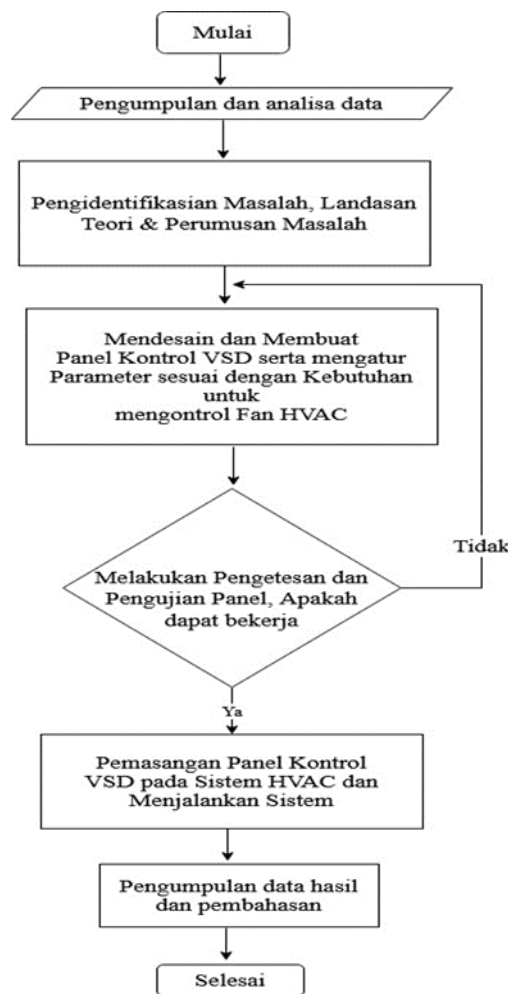 Mulai
Pengumpulan dan analisa data
Pengidentifikasian Masalah, Landasan
Teori & Perumusan Masalah
Mendesain dan Membuat
Panel Kontrol VSD serta mengatur
Parameter sesuai dengan Kebutuhan
untuk
mengontrol Fan HVAC
Tidak
Melakukan Pengetesan dan
Pengujian Panel, Apakah
dapat bekerja
Ya
Pemasangan Panel Kontrol
VSD pada Sistem HVAC dan
Menjalankan Sistem
Pengumpulan data hasil
dan pembahasan
Selesai